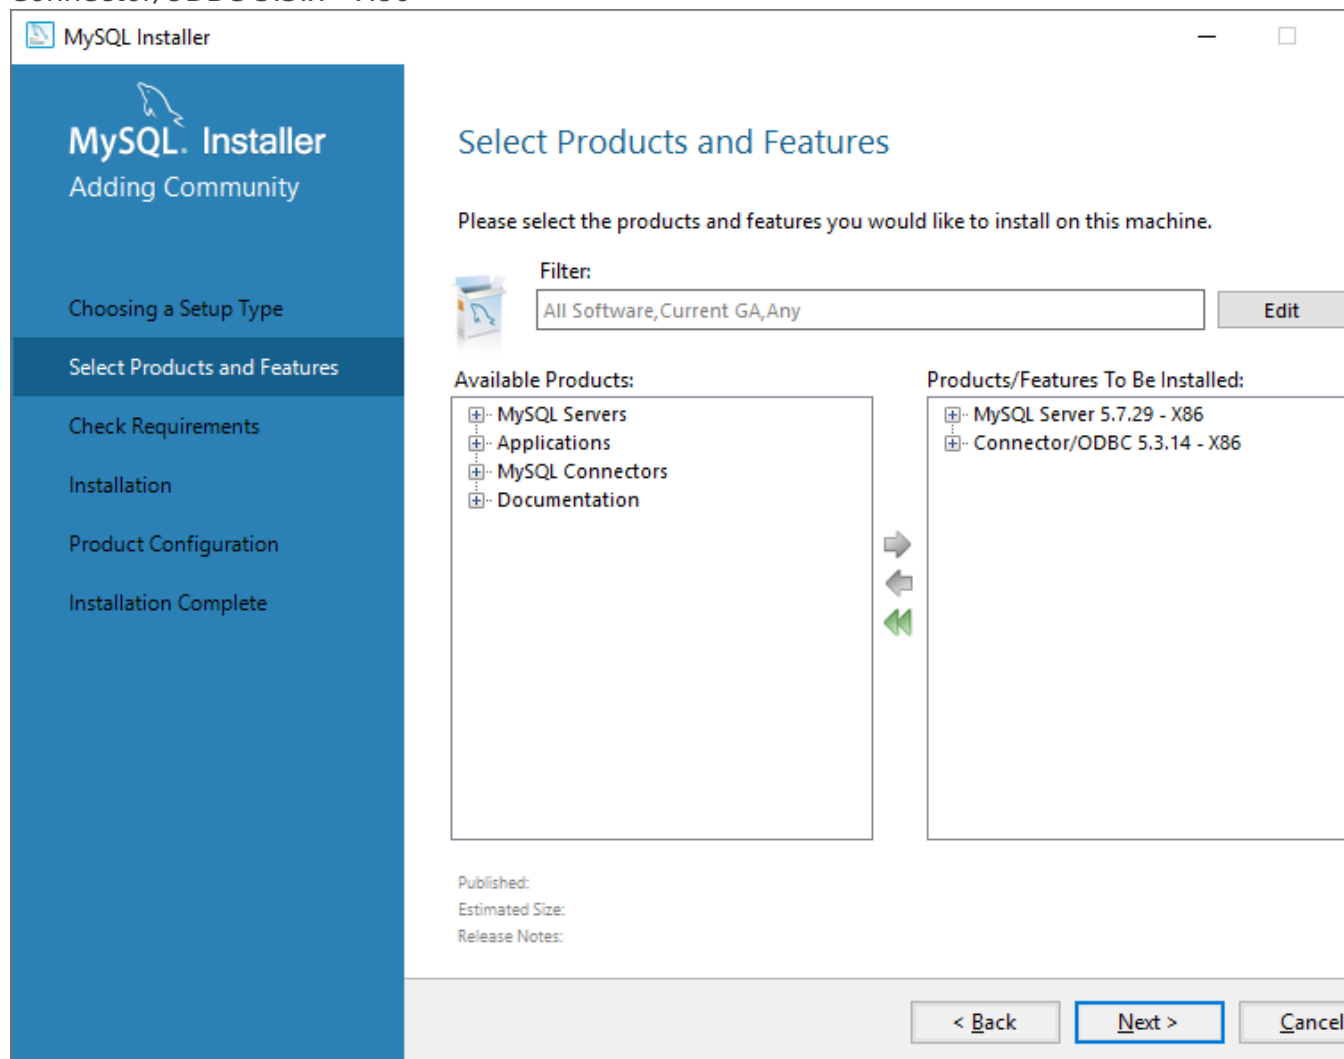 MySQL Installer
MySQL. Installer
Adding Community
Choosing a Setup Type
Select Products and Features
Check Requirements
Installation
Product Configuration
Installation Complete
Select Products and Features
Please select the products and features you would like to install on this machine.
Filter:
All Software,Current GA,Any
Edit
Available Products:
MySQL Servers
Applications
MySQL Connectors
Documentation
Products/Features To Be Installed:
MySQL Server 5.7.29 - X86
Connector/ODBC 5.3.14 - X86
Published:
Estimated Size:
Release Notes:
< Back
Next >
Cancel